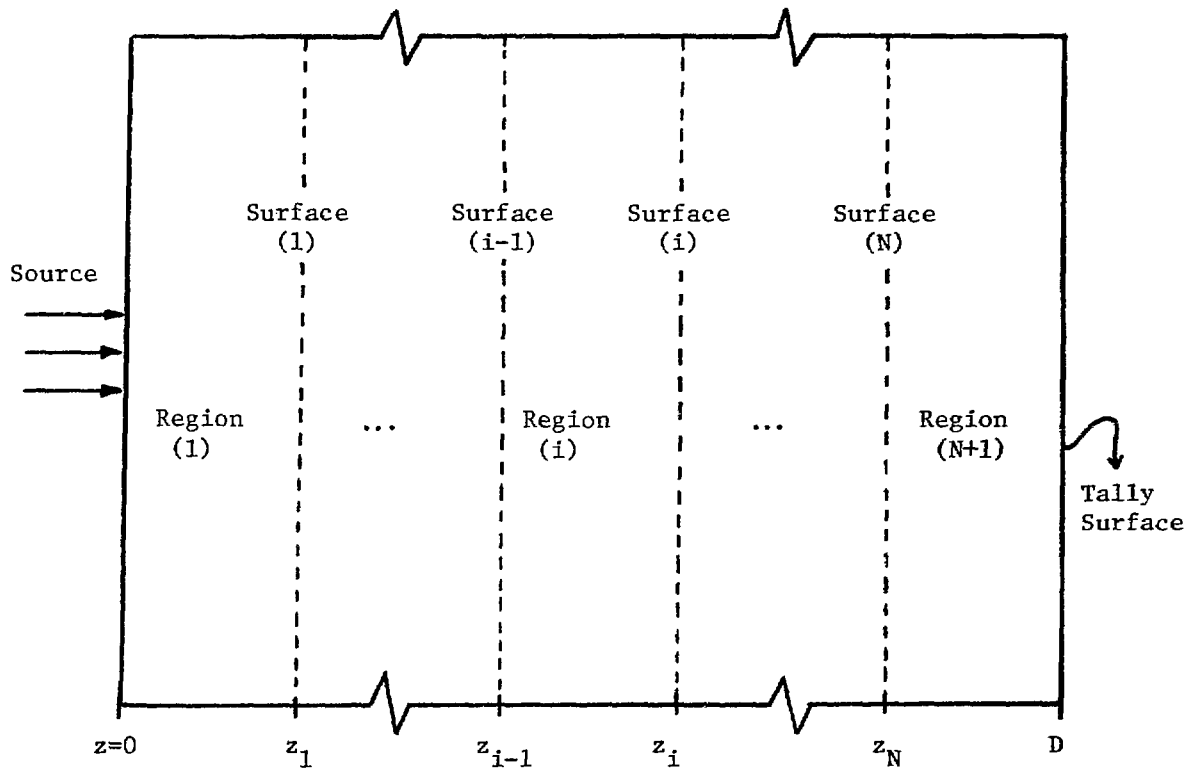 Surface
(1)
Surface
(i-1)
Surface
(i)
Surface
(N)
Source
Region
(1)
...
Region
(i)
...
Region
(N+1)
Tally
Surface
z=0
z1
zi-1
zi
zN
D